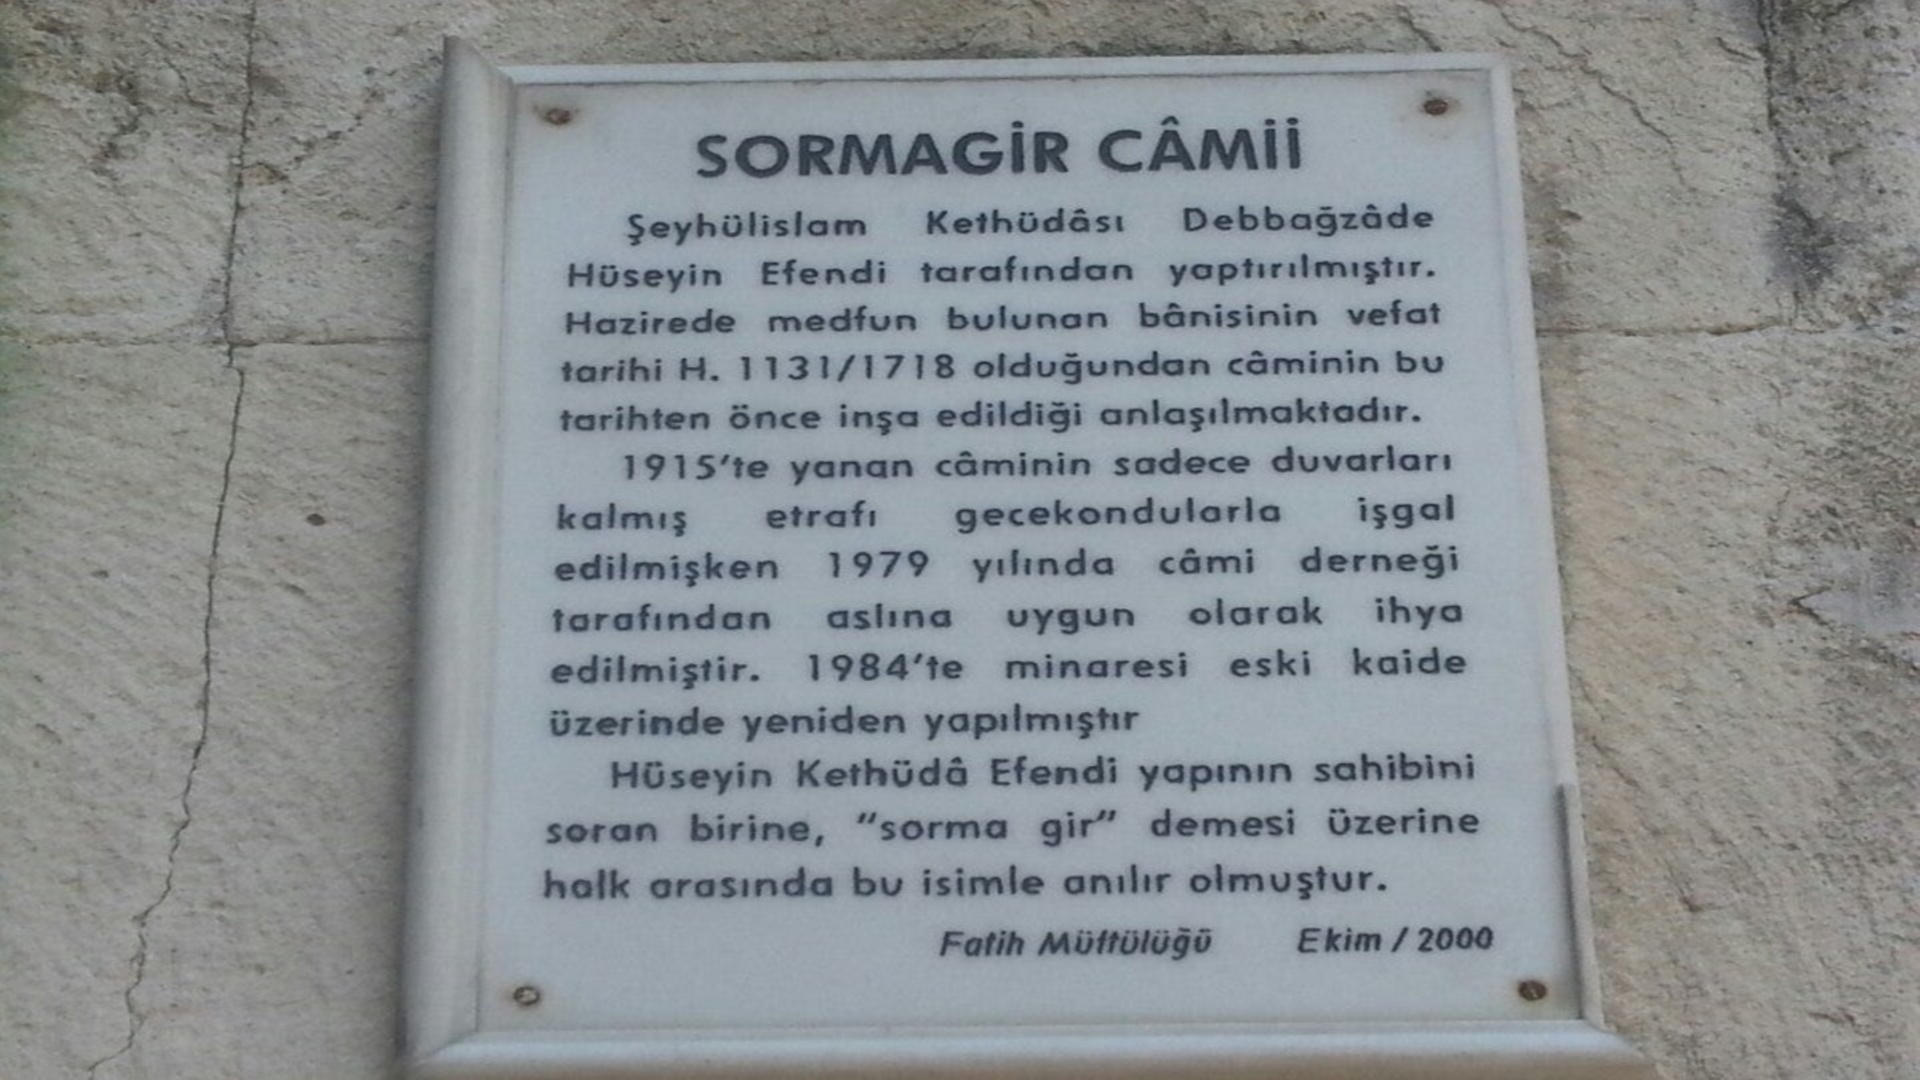 SORMAGİR CÂMİİ
Şeyhülislam Kethüdâsı Debbağzâde
Hüseyin Efendi tarafından yaptırılmıştır.
Hazirede medfun bulunan bânisinin vefat
tarihi H. 1131/1718 olduğundan câminin bu
tarihten önce inşa edildiği anlaşılmaktadır.
1915'te yanan câminin sadece duvarları
kalmış etrafı gecekondularla işgal
edilmişken 1979 yılında câmi derneği
tarafından aslına uygun olarak ihya
edilmiştir. 1984'te minaresi eski kaide
üzerinde yeniden yapılmıştır
Hüseyin Kethüdâ Efendi yapının sahibini
soran birine, "sorma gir" demesi üzerine
halk arasında bu isimle anılır olmuştur.
Fatih Müftülüğü Ekim / 2000